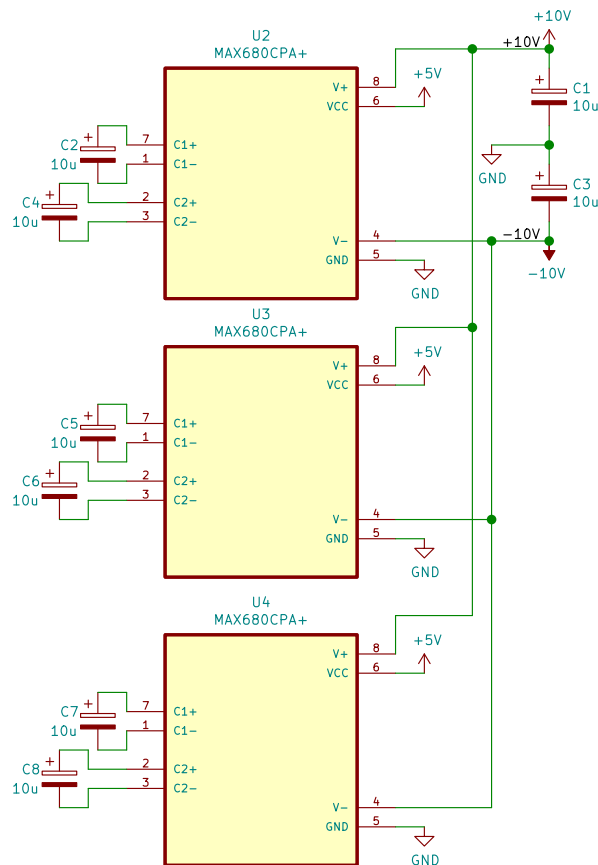 +10V
U2
MAX680CPA+
+10V
V+ 8
+5V
VCC 6
C1
10u
+
C2
10u
+
7 C1+
1 C1-
GND
C3
10u
+
C4
10u
+
2 C2+
3 C2-
V- 4
-10V
GND 5
-10V
GND
U3
MAX680CPA+
V+ 8
+5V
VCC 6
C5
10u
+
7 C1+
1 C1-
C6
10u
+
2 C2+
3 C2-
V- 4
GND 5
GND
U4
MAX680CPA+
V+ 8
+5V
VCC 6
C7
10u
+
7 C1+
1 C1-
C8
10u
+
2 C2+
3 C2-
V- 4
GND 5
GND